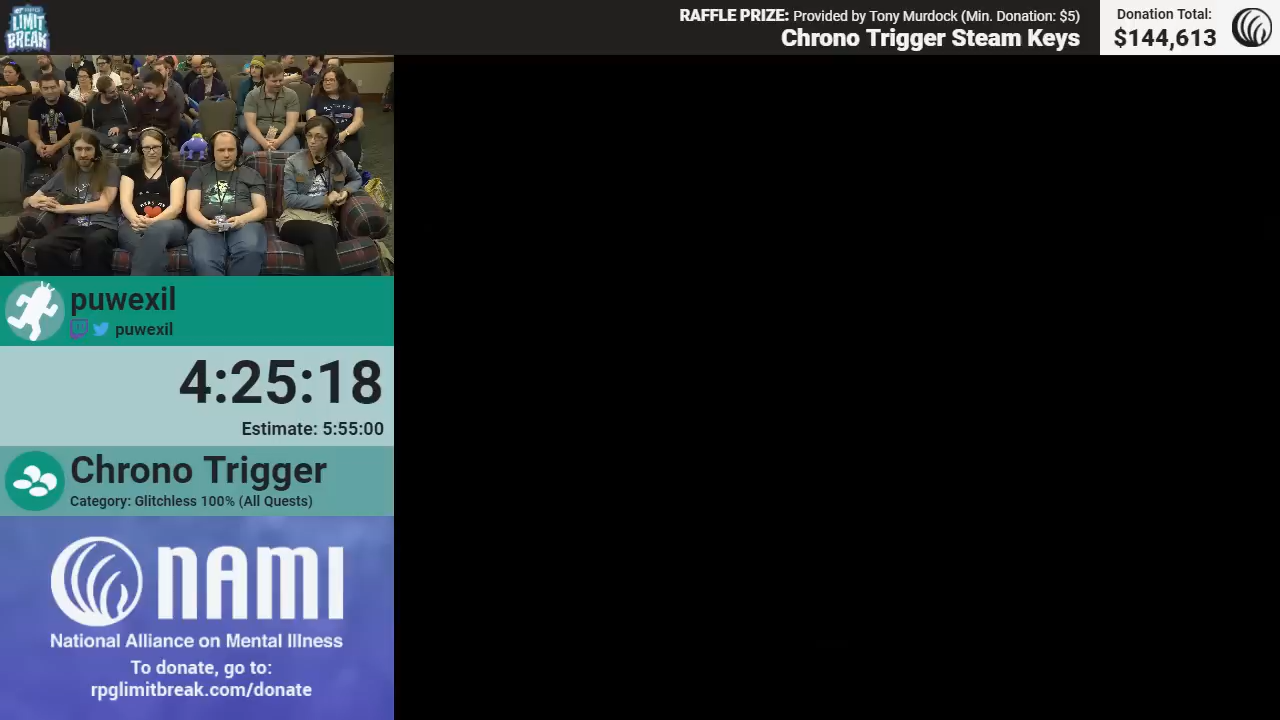 LIMIT
BREAK
RAFFLE PRIZE: Provided by Tony Murdock (Min. Donation: $5)
Chrono Trigger Steam Keys
Donation Total:
$144,613
puwexil
puwexil
4:25:18
Estimate: 5:55:00
Chrono Trigger
Category: Glitchless 100% (All Quests)
NAMI
National Alliance on Mental Illness
To donate, go to:
rpglimitbreak.com/donate